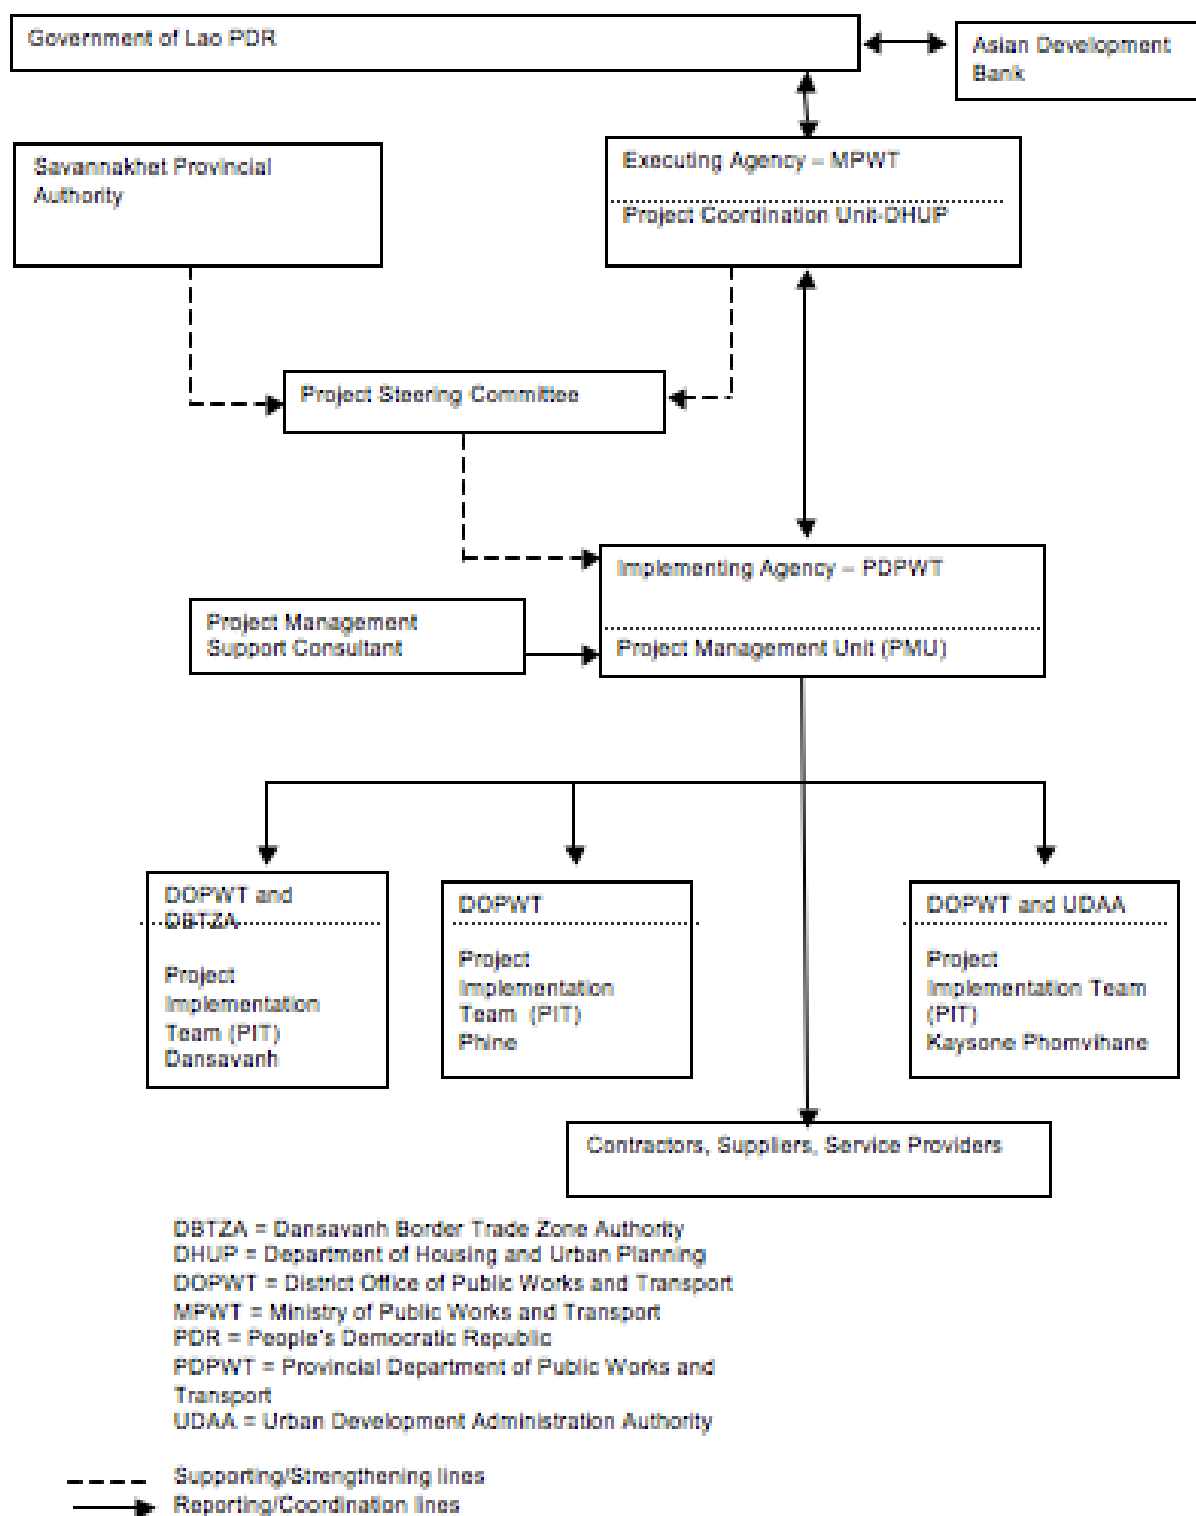 Government of Lao PDR
Asian Development
Bank
Savannakhet Provincial
Authority
Executing Agency – MPWT
Project Coordination Unit-DHUP
Project Steering Committee
Implementing Agency – PDPWT
Project Management Unit (PMU)
Project Management
Support Consultant
DOPWT and
DBTZA
Project
Implementation
Team (PIT)
Dansavanh
DOPWT
Project
Implementation
Team (PIT)
Phine
DOPWT and UDAA
Project
Implementation Team
(PIT)
Kaysone Phomvihane
Contractors, Suppliers, Service Providers
DBTZA = Dansavanh Border Trade Zone Authority
DHUP = Department of Housing and Urban Planning
DOPWT = District Office of Public Works and Transport
MPWT = Ministry of Public Works and Transport
PDR = People's Democratic Republic
PDPWT = Provincial Department of Public Works and
Transport
UDAA = Urban Development Administration Authority
Supporting/Strengthening lines
Reporting/Coordination lines